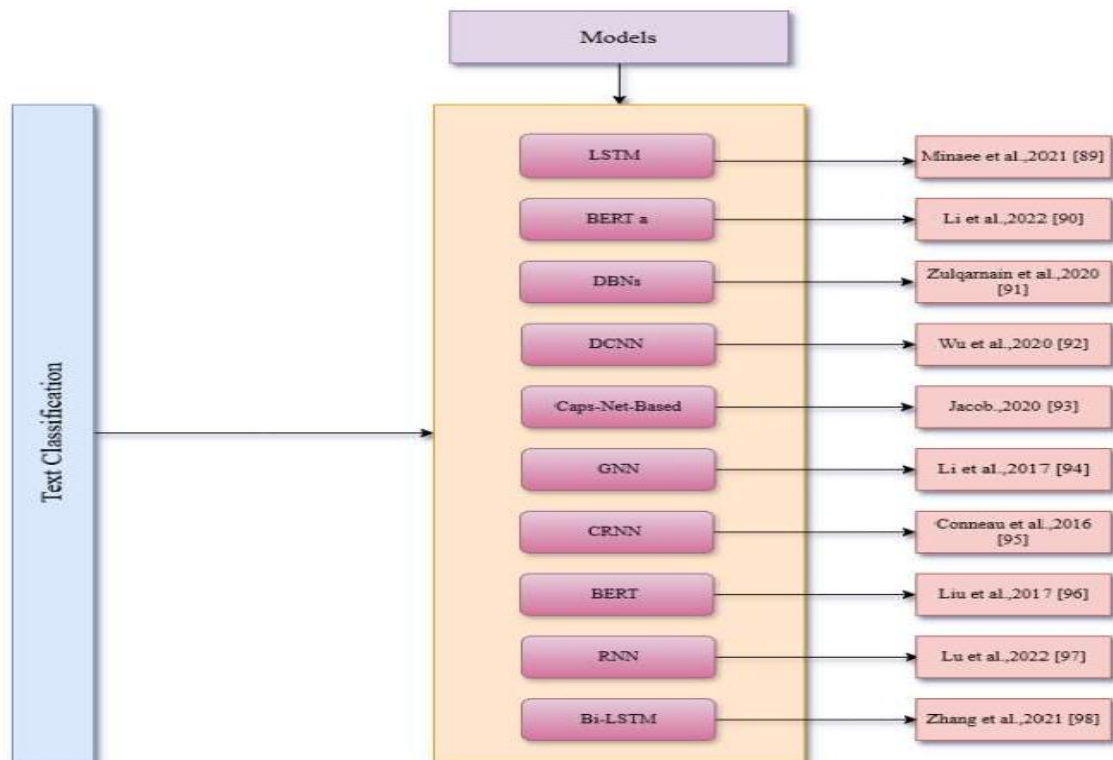 Models
Text Classification
LSTM
Minaee et al.,2021 [89]
BERT a
Li et al.,2022 [90]
DBNs
Zulqarnain et al.,2020
[91]
DCNN
Wu et al.,2020 [92]
Caps-Net-Based
Jacob.,2020 [93]
GNN
Li et al.,2017 [94]
CRNN
Conneau et al.,2016
[95]
BERT
Liu et al.,2017 [96]
RNN
Lu et al.,2022 [97]
Bi-LSTM
Zhang et al.,2021 [98]